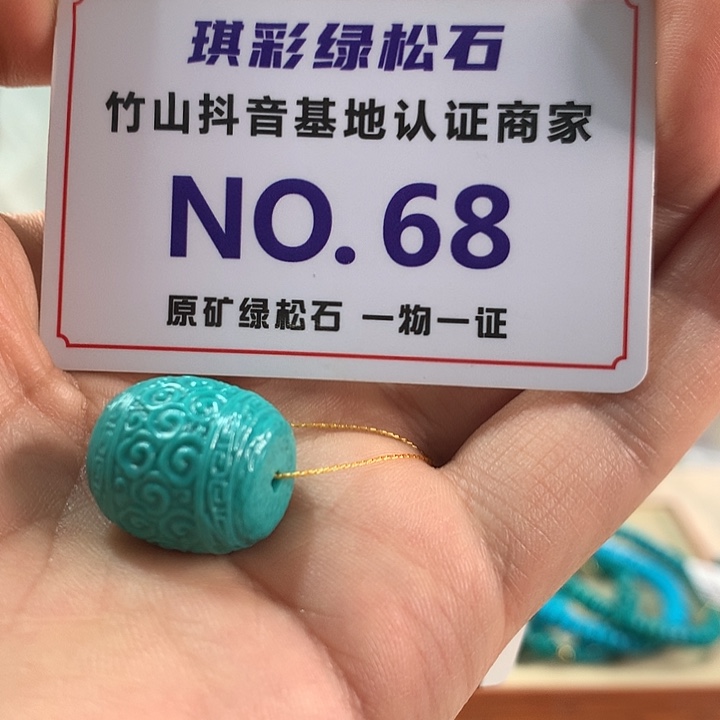 琪彩绿松石
竹山抖音基地认证商家
NO.68
原矿绿松石 一物一证